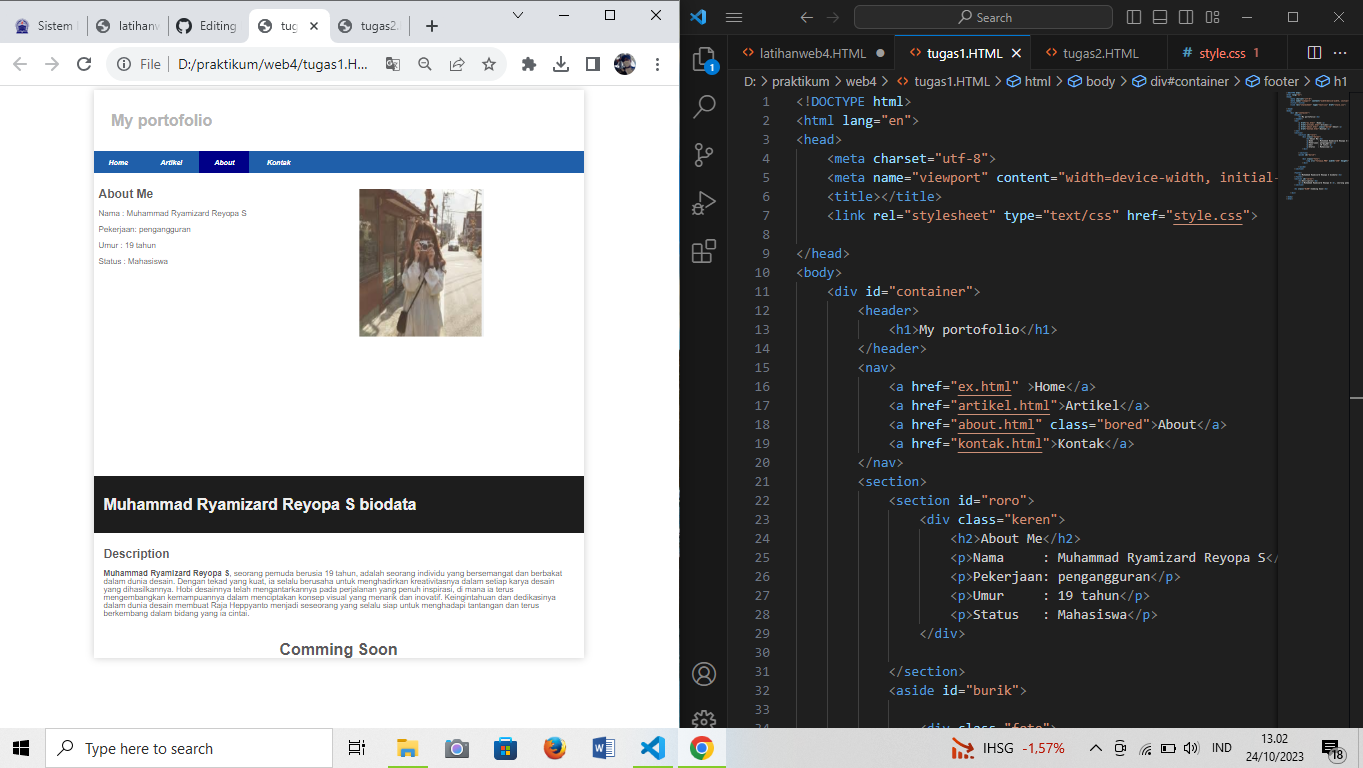 Sistem
latihanw
Editing
tug
tugas2.
File
D:/praktikum/web4/tugas1.H...
My portofolio
Home
Artikel
About
Kontak
About Me
Nama : Muhammad Ryamizard Reyopa S
Pekerjaan: pengangguran
Umur : 19 tahun
Status : Mahasiswa
Muhammad Ryamizard Reyopa S biodata
Description
Muhammad Ryamizard Reyopa S, seorang pemuda berusia 19 tahun, adalah seorang individu yang bersemangat dan berbakat
dalam dunia desain. Dengan tekad yang kuat, ia selalu berusaha untuk menghadirkan kreativitasnya dalam setiap karya desain
yang dihasilkannya. Hobi desainnya telah mengantarkannya pada perjalanan yang penuh inspirasi, di mana ia terus
mengembangkan kemampuannya dalam menciptakan konsep visual yang menarik dan inovatif. Keingintahuan dan dedikasinya
dalam dunia desain membuat Raja Heppyanto menjadi seseorang yang selalu siap untuk menghadapi tantangan dan terus
berkembang dalam bidang yang ia cintai.
Comming Soon
Search
latihanweb4.HTML
tugas1.HTML
tugas2.HTML
# style.css 1
D: > praktikum > web4 > tugas1.HTML > html > body > div#container > footer > h1
1 <!DOCTYPE html>
2 <html lang="en">
3 <head>
4 <meta charset="utf-8">
5 <meta name="viewport" content="width=device-width, initial-
6 <title></title>
7 <link rel="stylesheet" type="text/css" href="style.css">
8
9 </head>
10 <body>
11 <div id="container">
12 <header>
13 <h1>My portofolio</h1>
14 </header>
15 <nav>
16 <a href="ex.html" >Home</a>
17 <a href="artikel.html">Artikel</a>
18 <a href="about.html" class="bored">About</a>
19 <a href="kontak.html">Kontak</a>
20 </nav>
21 <section>
22 <section id="roro">
23 <div class="keren">
24 <h2>About Me</h2>
25 <p>Nama : Muhammad Ryamizard Reyopa S</
26 <p>Pekerjaan: pengangguran</p>
27 <p>Umur : 19 tahun</p>
28 <p>Status : Mahasiswa</p>
29 </div>
30
31 </section>
32 <aside id="burik">
33
34 <div class="foto">
1
Type here to search
IHSG -1,57%
IND
13.02
24/10/2023
18